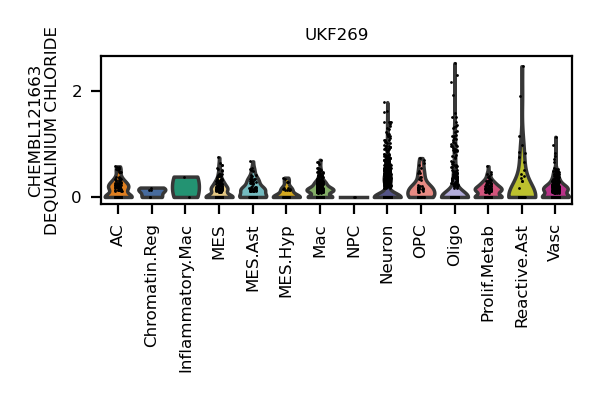 UKF269
CHEMBL121663
DEQUALINIUM CHLORIDE
2
0
AC
Chromatin.Reg
Inflammatory.Mac
MES
MES.Ast
MES.Hyp
Mac
NPC
Neuron
OPC
Oligo
Prolif.Metab
Reactive.Ast
Vasc